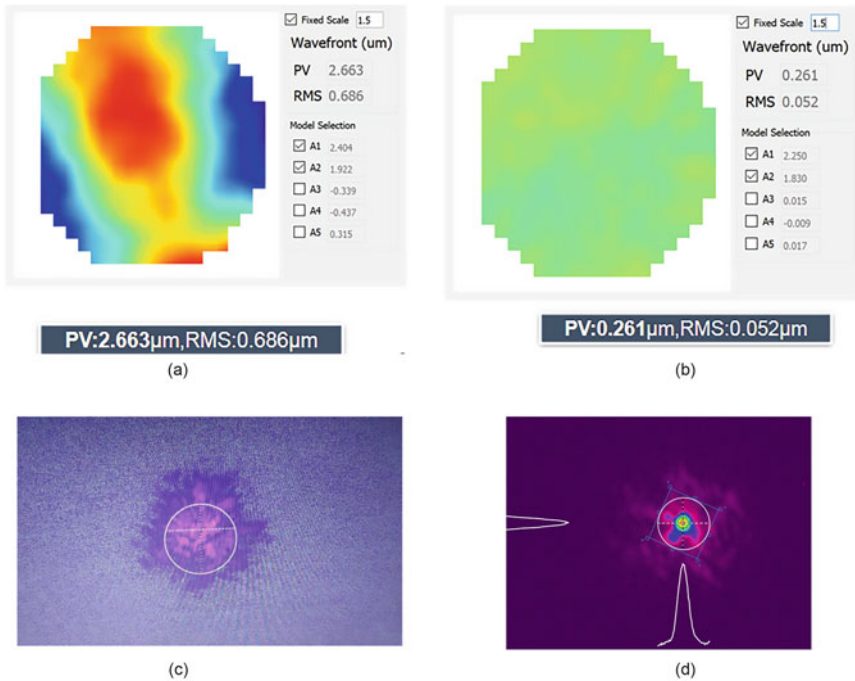 Fixed Scale 1.5
Wavefront (um)
PV 2.663
RMS 0.686
Model Selection
A1 2.404
A2 1.922
A3 -0.339
A4 -0.437
A5 0.315
PV:2.663μm,RMS:0.686μm
(a)
Fixed Scale 1.5
Wavefront (um)
PV 0.261
RMS 0.052
Model Selection
A1 2.250
A2 1.830
A3 0.015
A4 -0.009
A5 0.017
PV:0.261μm,RMS:0.052μm
(b)
(c)
(d)